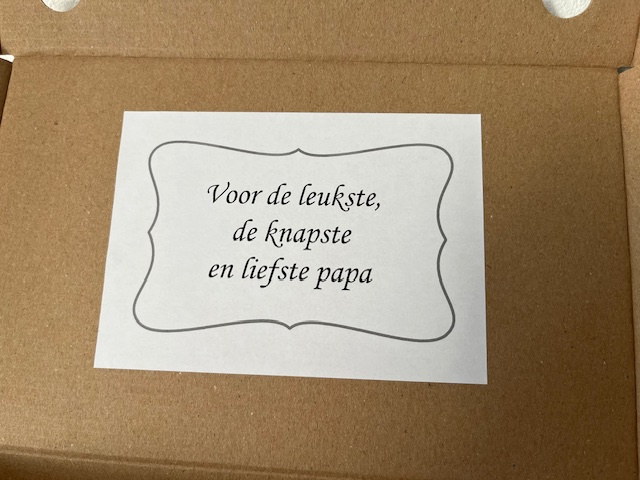 Voor de leukste,
de knapste
en liefste papa